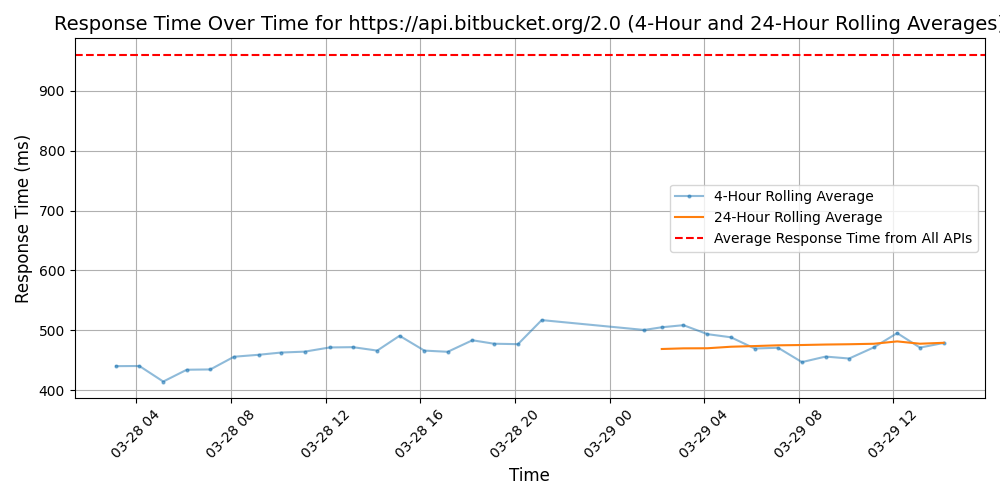 Response Time Over Time for https://api.bitbucket.org/2.0 (4-Hour and 24-Hour Rolling Averages)
Response Time (ms)
900
800
700
600
500
400
4-Hour Rolling Average
24-Hour Rolling Average
Average Response Time from All APIs
03-28 04
03-28 08
03-28 12
03-28 16
03-28 20
03-29 00
03-29 04
03-29 08
03-29 12
Time